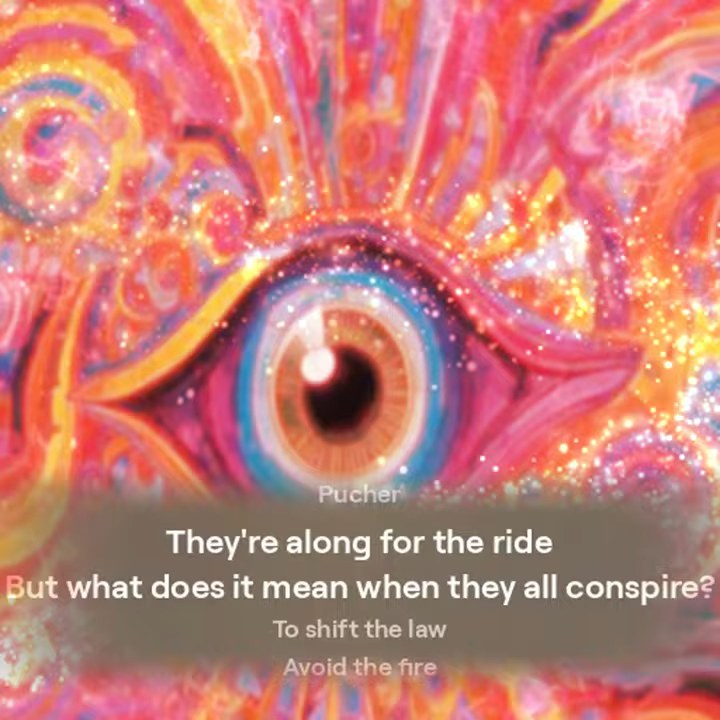 Pucher
They're along for the ride
But what does it mean when they all conspire?
To shift the law
Avoid the fire